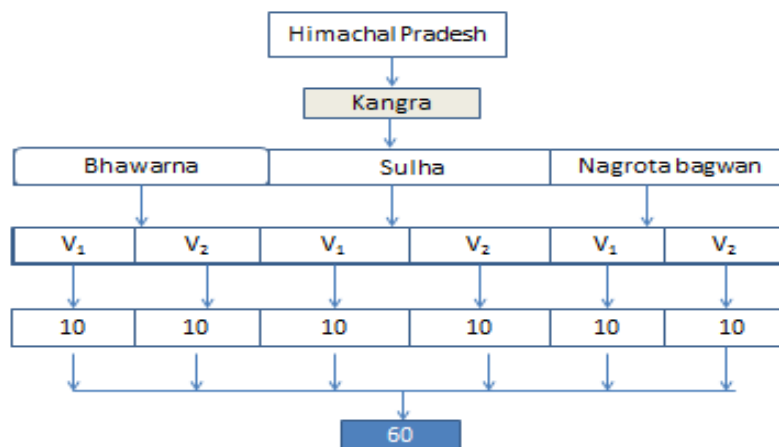 Himachal Pradesh
Kangra
Bhawarna Sulha Nagrota bagwan
V₁ V₂ V₁ V₂ V₁ V₂
10 10 10 10 10 10
60